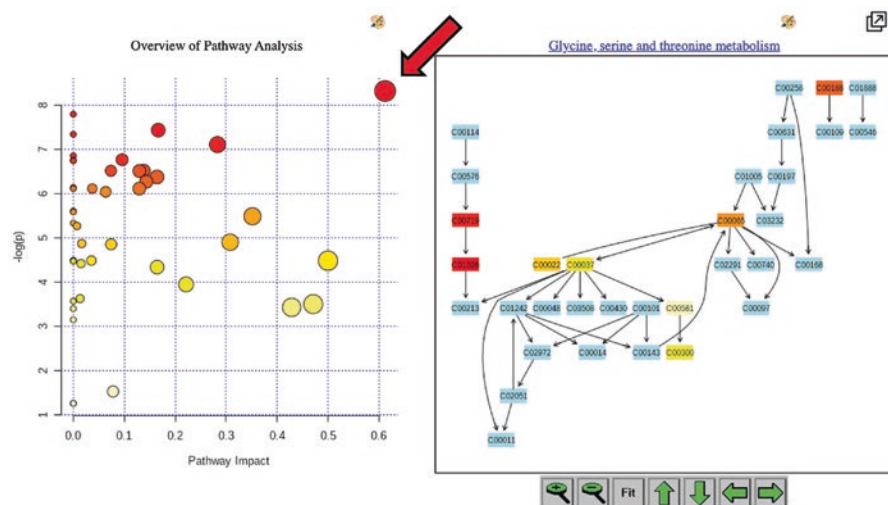 Overview of Pathway Analysis
-log(p)
8
7
6
5
4
3
2
1
0.0 0.1 0.2 0.3 0.4 0.5 0.6
Pathway Impact
Glycine, serine and threonine metabolism
C00258 C00188 C01888
C00114 C00631 C00109 C00546
C00576 C01005 C00197
C00719 C00065 C03232
C00022 C00037 C02291 C00740 C00168
C00213 C01242 C00048 C03508 C00430 C00101 C00581 C00097
C02972 C00014 C00143 C00300
C02051
C00011
Fit